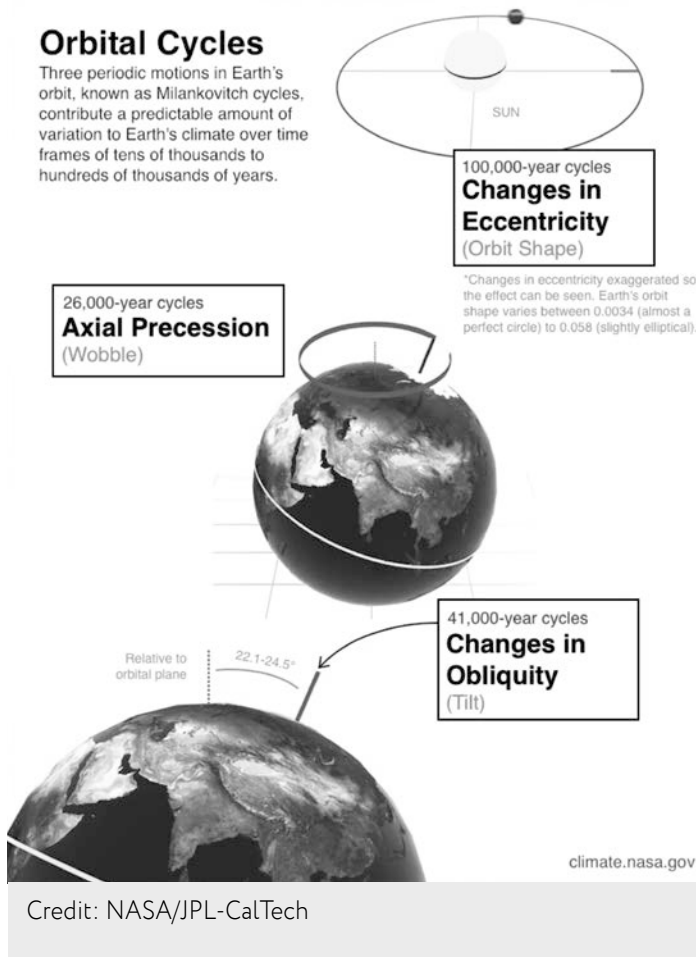 Orbital Cycles
Three periodic motions in Earth's
orbit, known as Milankovitch cycles,
contribute a predictable amount of
variation to Earth's climate over time
frames of tens of thousands to
hundreds of thousands of years.
SUN
100,000-year cycles
Changes in
Eccentricity
(Orbit Shape)
*Changes in eccentricity exaggerated so
the effect can be seen. Earth's orbit
shape varies between 0.0034 (almost a
perfect circle) to 0.058 (slightly elliptical).
26,000-year cycles
Axial Precession
(Wobble)
41,000-year cycles
Changes in
Obliquity
(Tilt)
Relative to
orbital plane
22.1-24.5°
climate.nasa.gov
Credit: NASA/JPL-CalTech